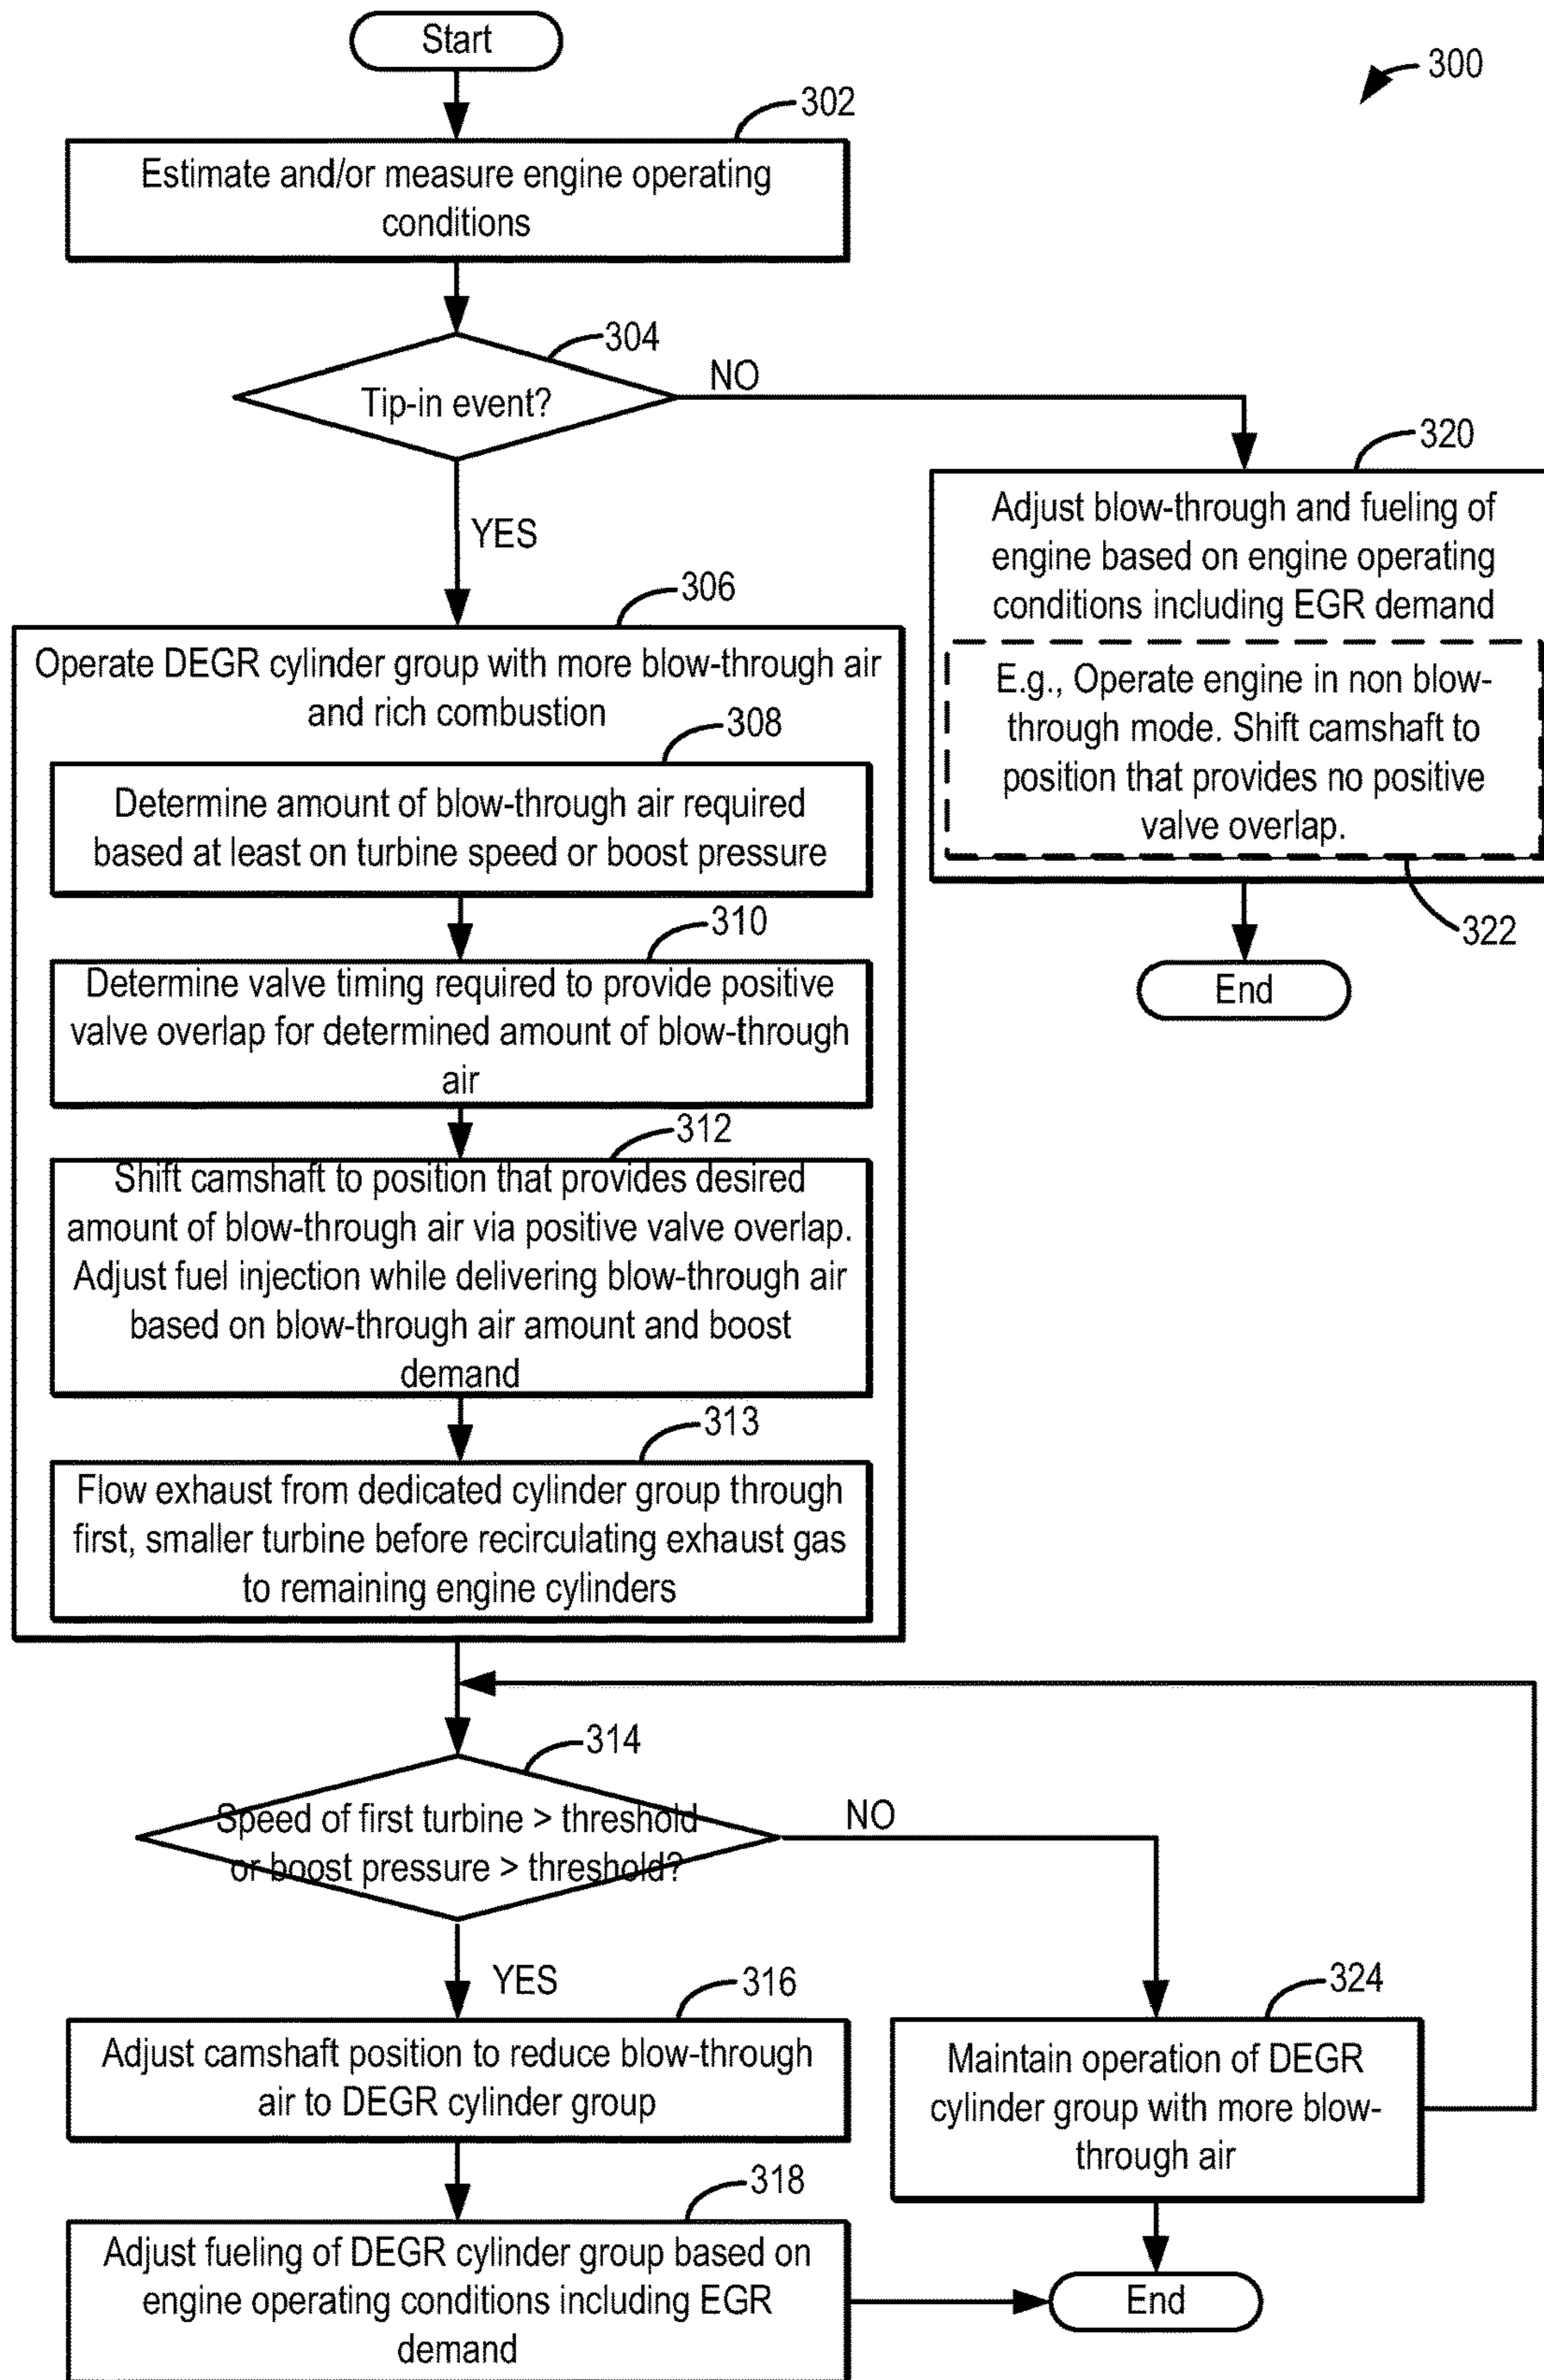 Start
300
302
Estimate and/or measure engine operating
conditions
304
Tip-in event?
NO
YES
320
Adjust blow-through and fueling of
engine based on engine operating
conditions including EGR demand
E.g., Operate engine in non blow-
through mode. Shift camshaft to
position that provides no positive
valve overlap.
322
End
306
Operate DEGR cylinder group with more blow-through air
and rich combustion
308
Determine amount of blow-through air required
based at least on turbine speed or boost pressure
310
Determine valve timing required to provide positive
valve overlap for determined amount of blow-through
air
312
Shift camshaft to position that provides desired
amount of blow-through air via positive valve overlap.
Adjust fuel injection while delivering blow-through air
based on blow-through air amount and boost
demand
313
Flow exhaust from dedicated cylinder group through
first, smaller turbine before recirculating exhaust gas
to remaining engine cylinders
314
Speed of first turbine > threshold
or boost pressure > threshold?
NO
YES
316
Adjust camshaft position to reduce blow-through
air to DEGR cylinder group
324
Maintain operation of DEGR
cylinder group with more blow-
through air
318
Adjust fueling of DEGR cylinder group based on
engine operating conditions including EGR
demand
End